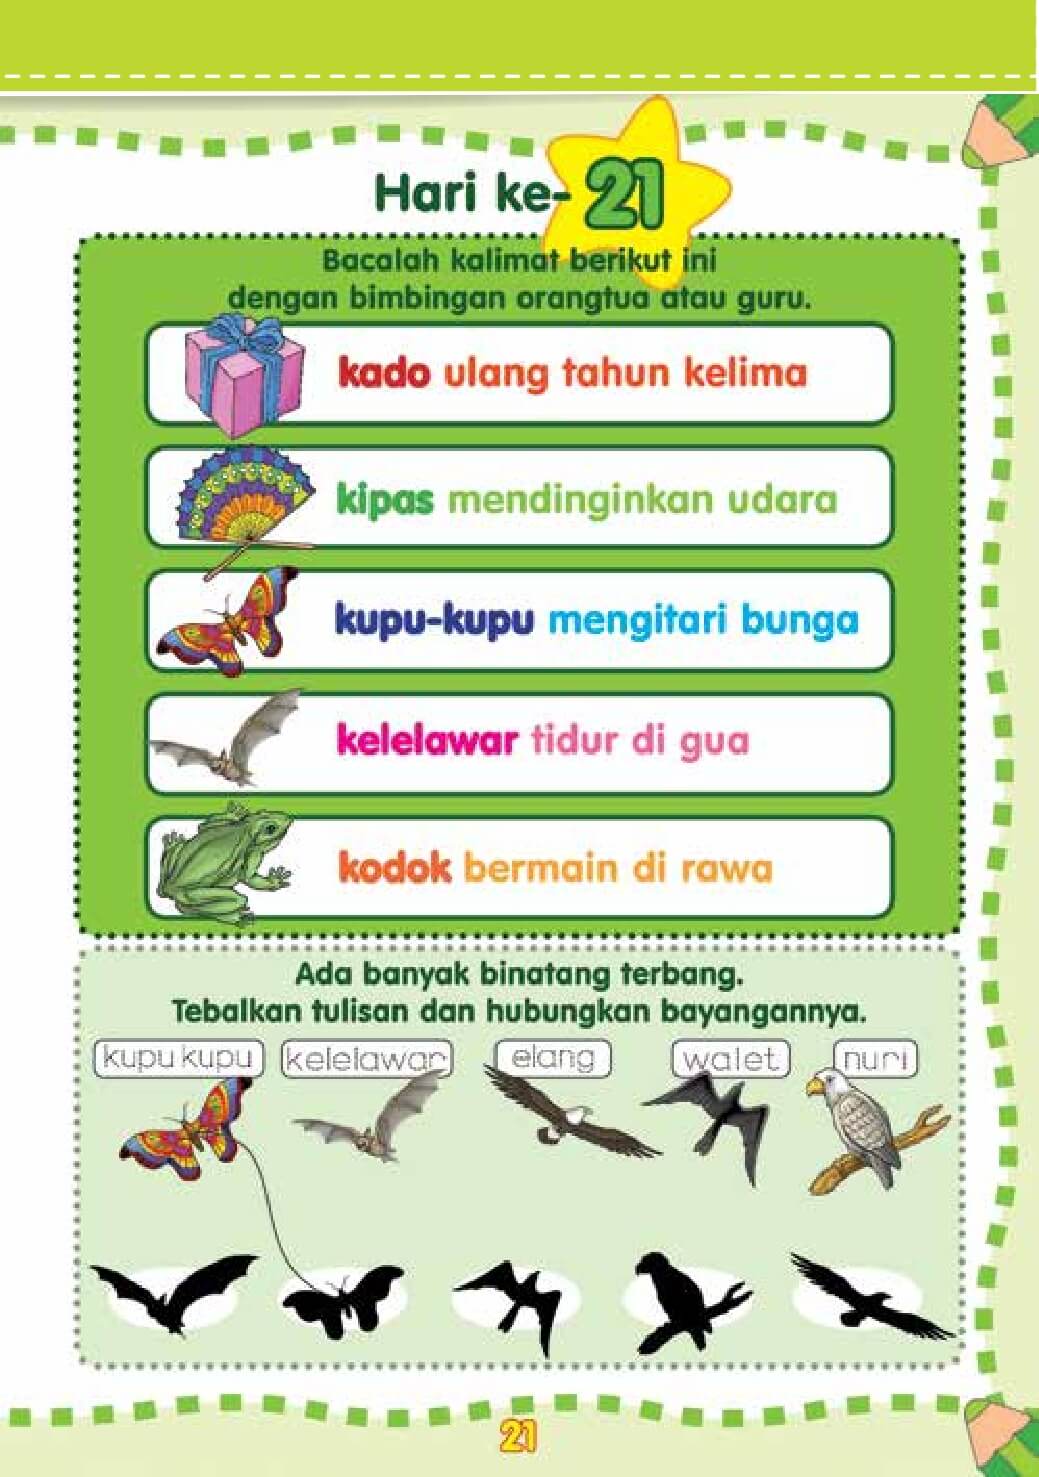 Hari ke- 21
Bacalah kalimat berikut ini
dengan bimbingan orangtua atau guru.
kado ulang tahun kelima
kipas mendinginkan udara
kupu-kupu mengitari bunga
kelelawar tidur di gua
kodok bermain di rawa
Ada banyak binatang terbang.
Tebalkan tulisan dan hubungkan bayangannya.
kupu kupu kelelawar elang walet nuri
21